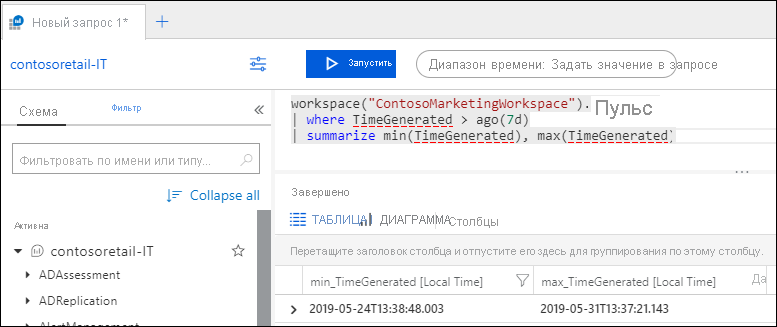 Новый запрос 1*
contosoretail-IT
Запустить
Диапазон времени: Задать значение в запросе
Схема
Фильтр
Фильтровать по имени или типу...
Collapse all
Активна
contosoretail-IT
ADAssessment
ADReplication
AlertManagement
workspace("ContosoMarketingWorkspace"). Пульс
| where TimeGenerated > ago(7d)
| summarize min(TimeGenerated), max(TimeGenerated)
Завершено
ТАБЛИЦА ДИАГРАММА Столбцы
Перетащите заголовок столбца и отпустите его здесь для группирования по этому столбцу.
min_TimeGenerated [Local Time] max_TimeGenerated [Local Time] Да
2019-05-24T13:38:48.003 2019-05-31T13:37:21.143